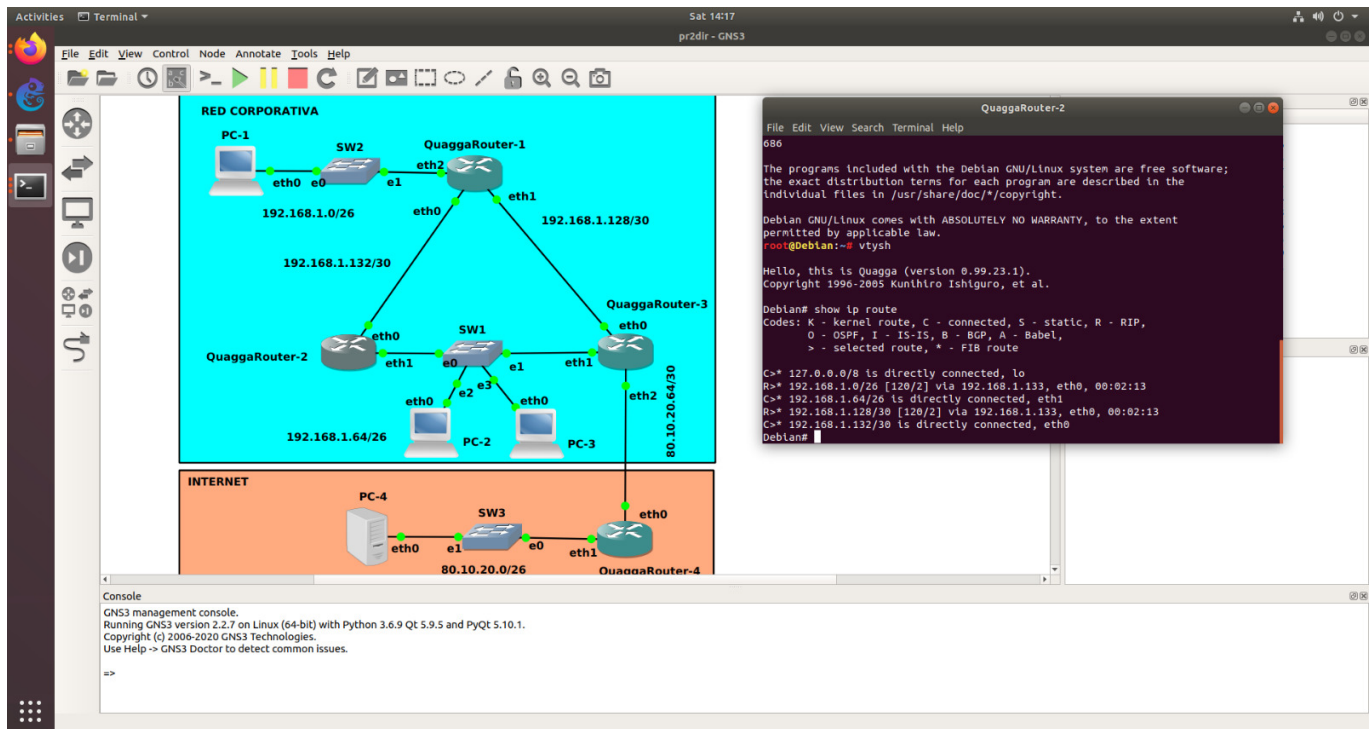 Activities Terminal Sat 14:17
pr2dir - GNS3
File Edit View Control Node Annotate Tools Help
RED CORPORATIVA
PC-1
SW2
QuaggaRouter-1
eth2
eth0 e0
e1
eth1
192.168.1.0/26
eth0
192.168.1.128/30
192.168.1.132/30
QuaggaRouter-3
eth0
SW1
eth0
QuaggaRouter-2
eth1
e0
e1
eth1
e2
e3
eth0
eth0
eth2
80.10.20.64/30
192.168.1.64/26
PC-2
PC-3
INTERNET
PC-4
SW3
eth0
eth0
e1
e0
eth1
80.10.20.0/26
QuaggaRouter-4
QuaggaRouter-2
File Edit View Search Terminal Help
686
The programs included with the Debian GNU/Linux system are free software;
the exact distribution terms for each program are described in the
individual files in /usr/share/doc/*/copyright.
Debian GNU/Linux comes with ABSOLUTELY NO WARRANTY, to the extent
permitted by applicable law.
root@Debian:~# vtysh
Hello, this is Quagga (version 0.99.23.1).
Copyright 1996-2005 Kunihiro Ishiguro, et al.
Debian# show ip route
Codes: K - kernel route, C - connected, S - static, R - RIP,
O - OSPF, I - IS-IS, B - BGP, A - Babel,
> - selected route, * - FIB route
C>* 127.0.0.0/8 is directly connected, lo
R>* 192.168.1.0/26 [120/2] via 192.168.1.133, eth0, 00:02:13
C>* 192.168.1.64/26 is directly connected, eth1
R>* 192.168.1.128/30 [120/2] via 192.168.1.133, eth0, 00:02:13
C>* 192.168.1.132/30 is directly connected, eth0
Debian#
Console
GNS3 management console.
Running GNS3 version 2.2.7 on Linux (64-bit) with Python 3.6.9 Qt 5.9.5 and PyQt 5.10.1.
Copyright (c) 2006-2020 GNS3 Technologies.
Use Help -> GNS3 Doctor to detect common issues.
=>